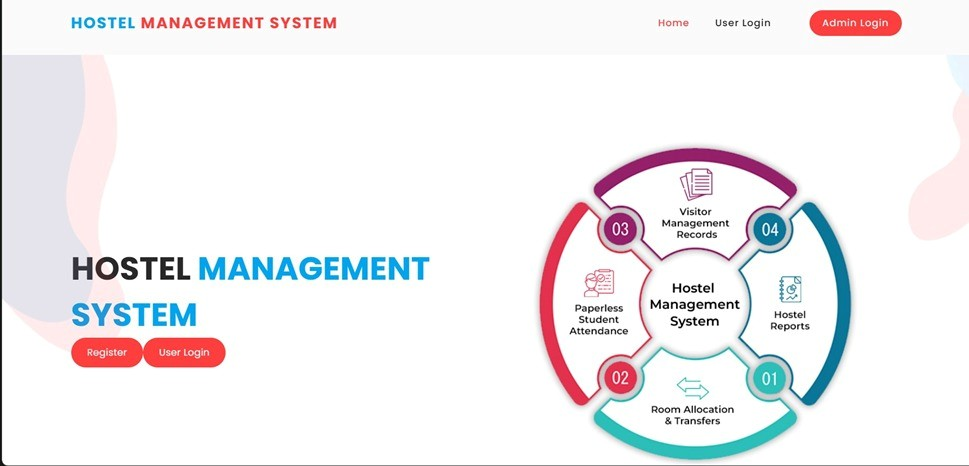 HOSTEL MANAGEMENT SYSTEM
Home
User Login
Admin Login
HOSTEL MANAGEMENT
SYSTEM
Register
User Login
Visitor
Management
Records
03
04
Paperless
Student
Attendance
Hostel
Management
System
Hostel
Reports
02
01
Room Allocation
& Transfers